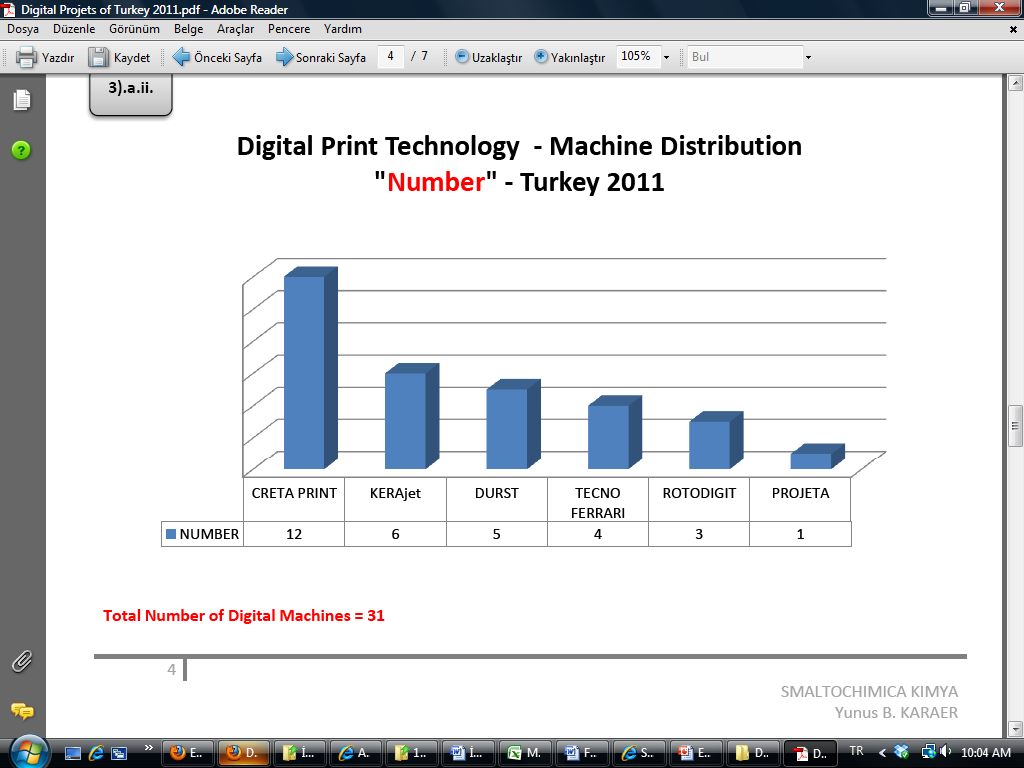 Digital Projets of Turkey 2011.pdf - Adobe Reader
Dosya Düzenle Görünüm Belge Araçlar Pencere Yardım
Yazdır Kaydet Önceki Sayfa Sonraki Sayfa 4 / 7 Uzaklaştır Yakınlaştır 105% Bul
3).a.ii.
Digital Print Technology - Machine Distribution
"Number" - Turkey 2011
CRETA PRINT KERAjet DURST TECNO FERRARI ROTODIGIT PROJETA
NUMBER 12 6 5 4 3 1
Total Number of Digital Machines = 31
4
SMALTOCHIMICA KIMYA
Yunus B. KARAER
» E.. D.. İ... A.. 1.. İ... M.. F... S.. E... D.. D.. TR < 10:04 AM